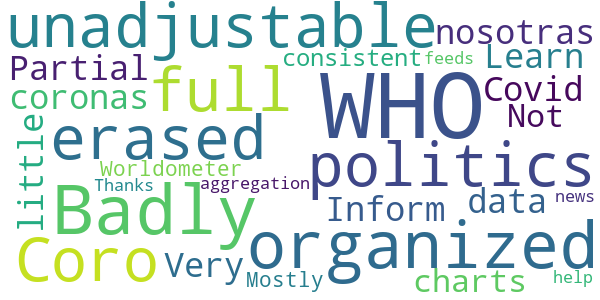 unadjustable
nosotras
Partial
full
consistent
feeds
Learn
coronas
WHO
Covid
Not
little
erased
politics
Worldometer
Thanks
aggregation
Badly
Inform
data
news
Coro
Very
organized
Mostly
charts
help